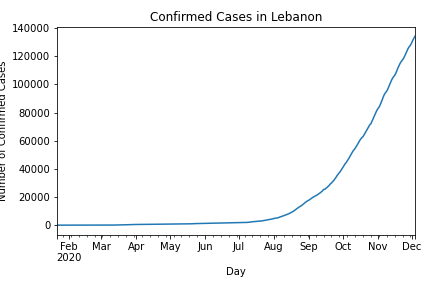 Confirmed Cases in Lebanon
Number of Confirmed Cases
140000
120000
100000
80000
60000
40000
20000
0
Feb Mar Apr May Jun Jul Aug Sep Oct Nov Dec
2020
Day